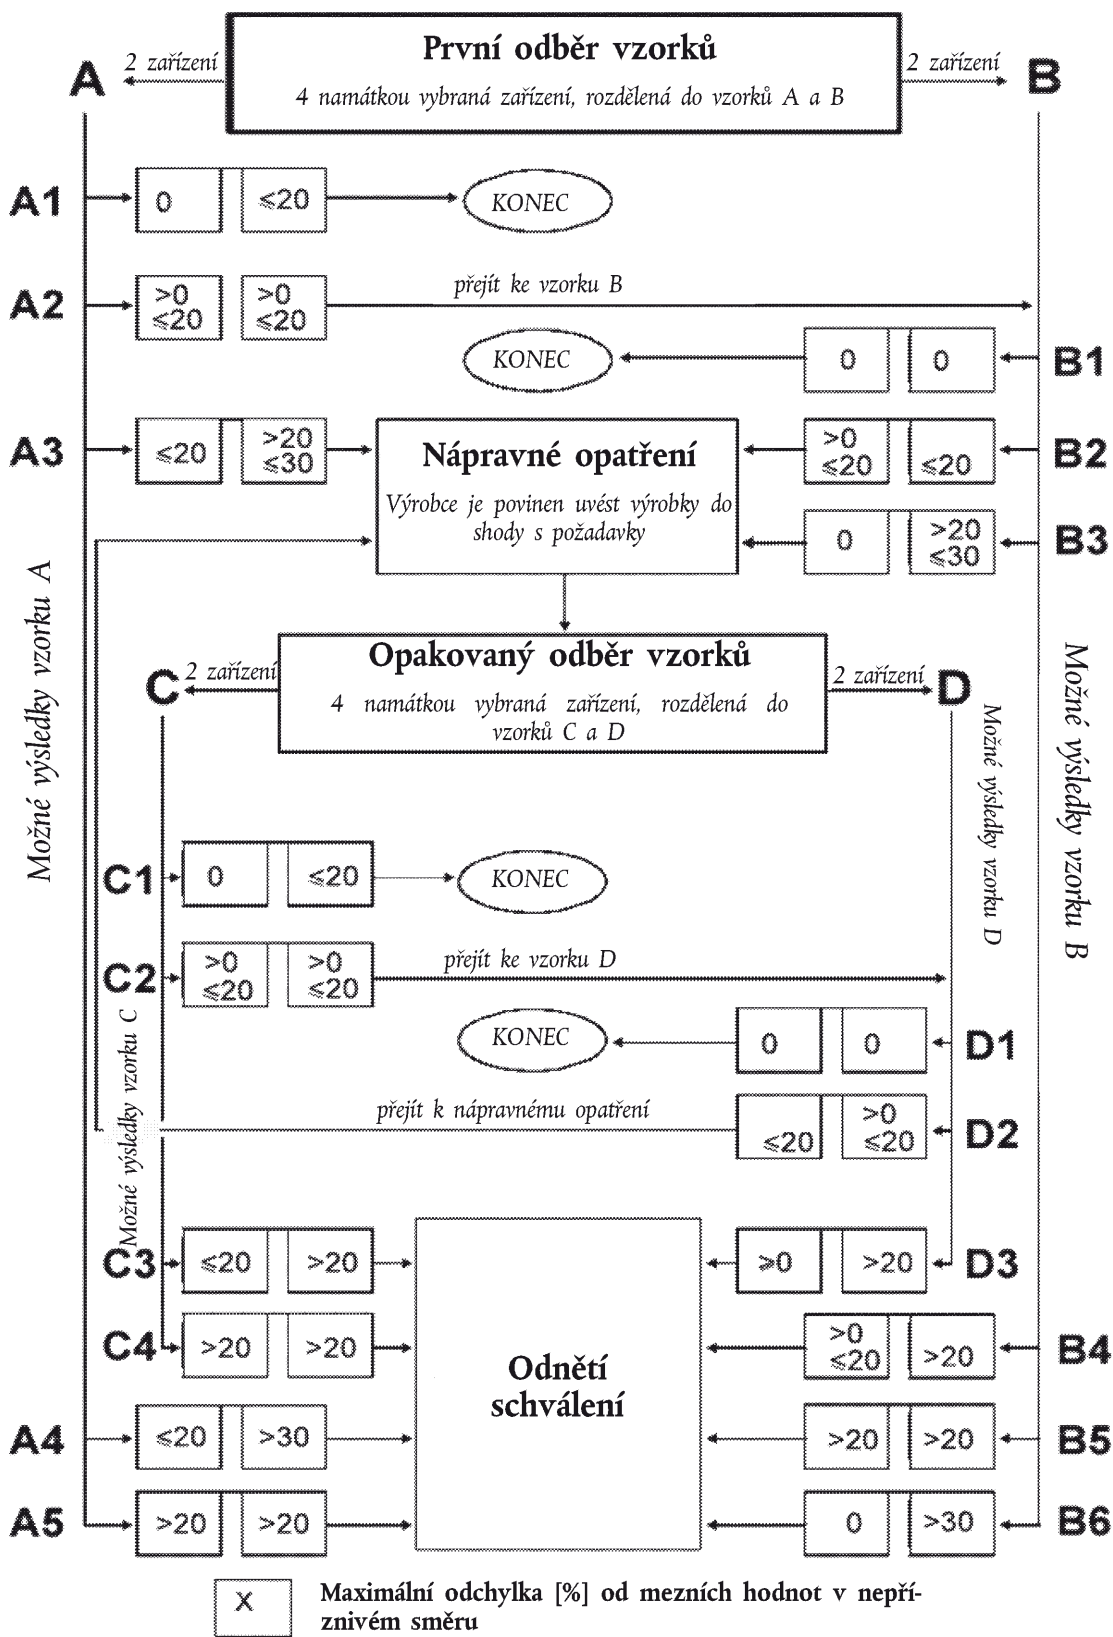 První odběr vzorků
4 namátkou vybraná zařízení, rozdělená do vzorků A a B
A 2 zařízení
2 zařízení B
A1 0 ≤20 KONEC
A2 >0 ≤20 >0 ≤20 přejít ke vzorku B
KONEC 0 0 B1
A3 ≤20 >20 ≤30
Nápravné opatření
Výrobce je povinen uvést výrobky do
shody s požadavky
>0 ≤20 ≤20 B2
0 >20 ≤30 B3
Možné výsledky vzorku A
Možné výsledky vzorku B
Opakovaný odběr vzorků
4 namátkou vybraná zařízení, rozdělená do
vzorků C a D
C 2 zařízení
2 zařízení D
Možné výsledky vzorku D
C1 0 ≤20 KONEC
C2 >0 ≤20 >0 ≤20 přejít ke vzorku D
Možné výsledky vzorku C
KONEC 0 0 D1
přejít k nápravnému opatření ≤20 >0 ≤20 D2
C3 ≤20 >20
≥0 >20 D3
C4 >20 >20
>0 ≤20 >20 B4
Odnětí
schválení
A4 ≤20 >30
>20 >20 B5
A5 >20 >20
0 >30 B6
X Maximální odchylka [%] od mezních hodnot v nepří-
znivém směru